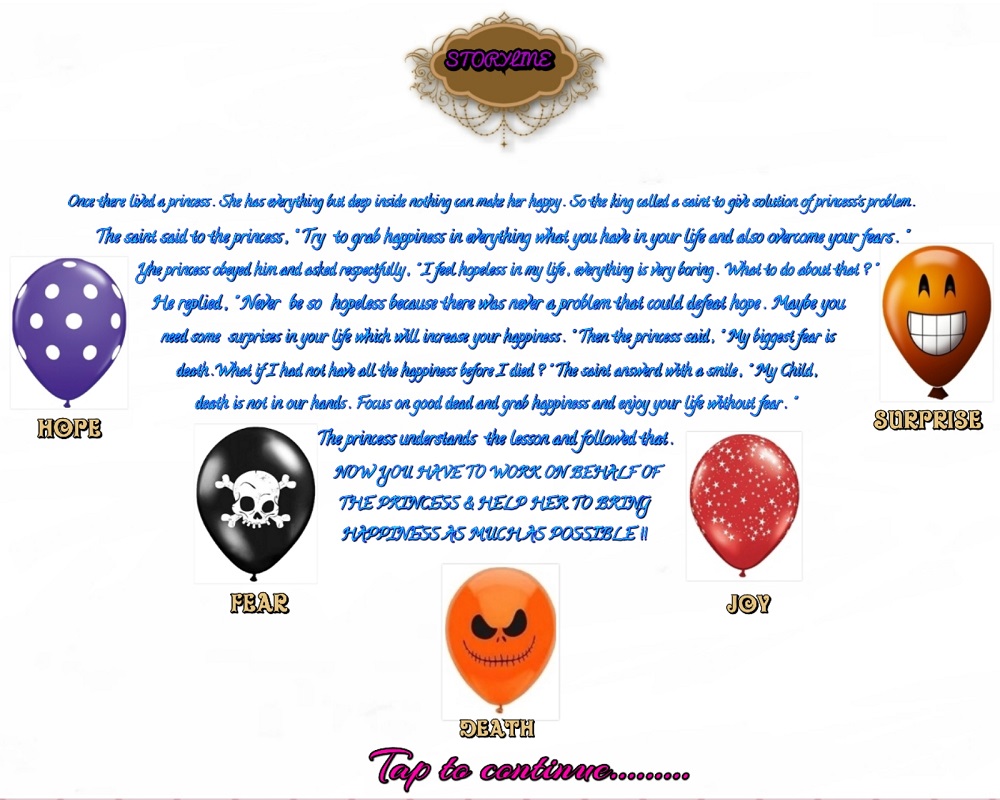 STORYLINE
Once there lived a princess. She has everything but deep inside nothing can make her happy. So the king called a saint to give solution of princess's problem.
The saint said to the princess, "Try to grab happiness in everything what you have in your life and also overcome your fears."
Yhe princess obeyed him and asked respectfully, "I feel hopeless in my life, everything is very boring. What to do about that?"
He replied, "Never be so hopeless because there was never a problem that could defeat hope. Maybe you
need some surprises in your life which will increase your happiness. "Then the princess said, "My biggest fear is
death. What if I had not have all the happiness before I died?" The saint answerd with a smile, "My Child,
death is not in our hands. Focus on good dead and grab happiness and enjoy your life without fear."
The princess understands the lesson and followed that.
NOW YOU HAVE TO WORK ON BEHALF OF
THE PRINCESS & HELP HER TO BRING
HAPPINESS AS MUCH AS POSSIBLE !!
HOPE
SURPRISE
FEAR
JOY
DEATH
Tap to continue.........